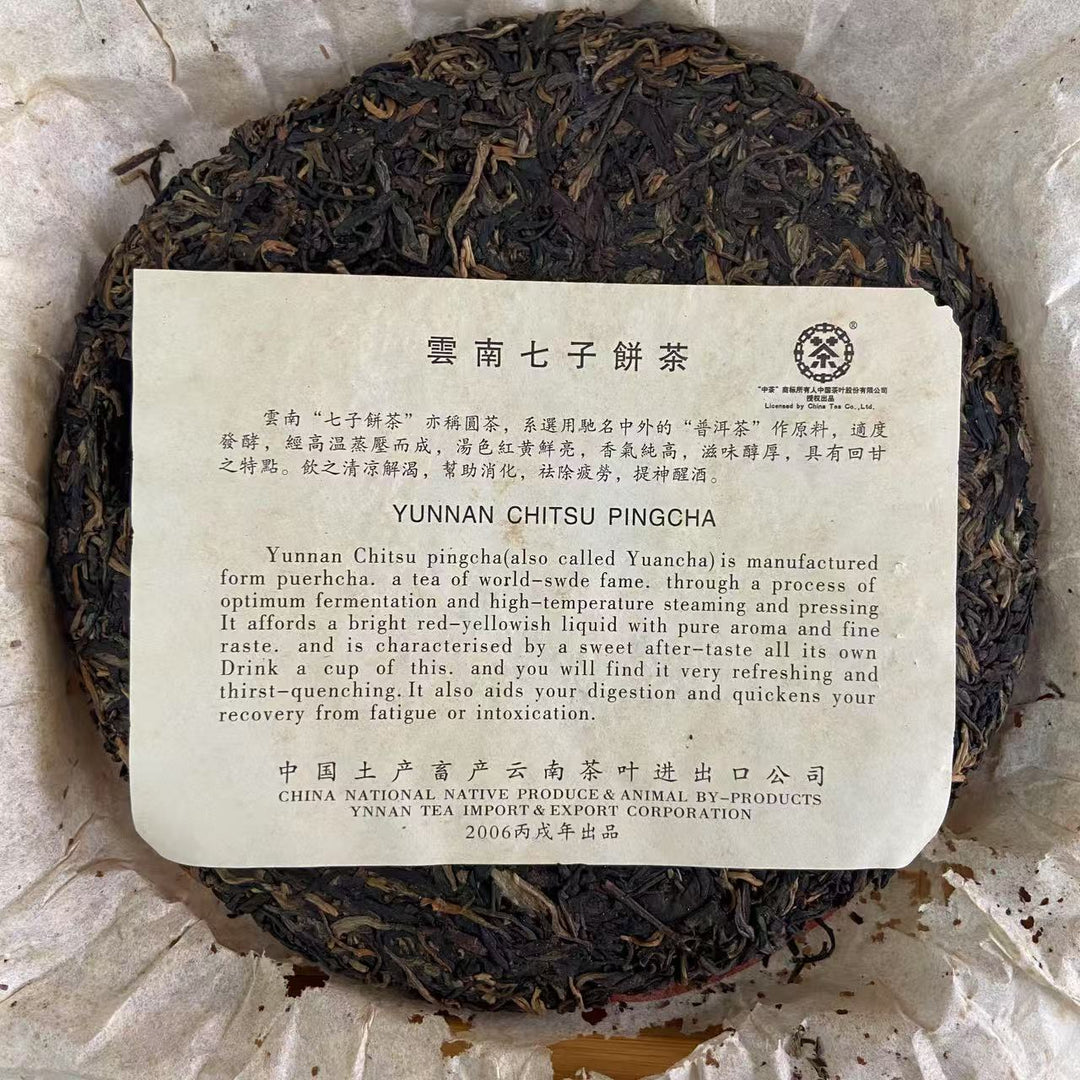 雲南七子餅茶
茶
®
“中茶”商标所有人中国茶叶股份有限公司
授权出品
Licensed by China Tea Co.,Ltd.
雲南“七子餅茶”亦稱圓茶，系選用馳名中外的“普洱茶”作原料，適度
發酵，經高温蒸壓而成，湯色紅黄鮮亮，香氣純高，滋味醇厚，具有回甘
之特點。飲之清凉解渴，幫助消化，祛除疲勞，提神醒酒。
YUNNAN CHITSU PINGCHA
Yunnan Chitsu pingcha(also called Yuancha) is manufactured
form puerhcha. a tea of world-swde fame. through a process of
optimum fermentation and high-temperature steaming and pressing
It affords a bright red-yellowish liquid with pure aroma and fine
raste. and is characterised by a sweet after-taste all its own
Drink a cup of this. and you will find it very refreshing and
thirst-quenching. It also aids your digestion and quickens your
recovery from fatigue or intoxication.
中国土产畜产云南茶叶进出口公司
CHINA NATIONAL NATIVE PRODUCE & ANIMAL BY-PRODUCTS
YNNAN TEA IMPORT & EXPORT CORPORATION
2006丙戌年出品